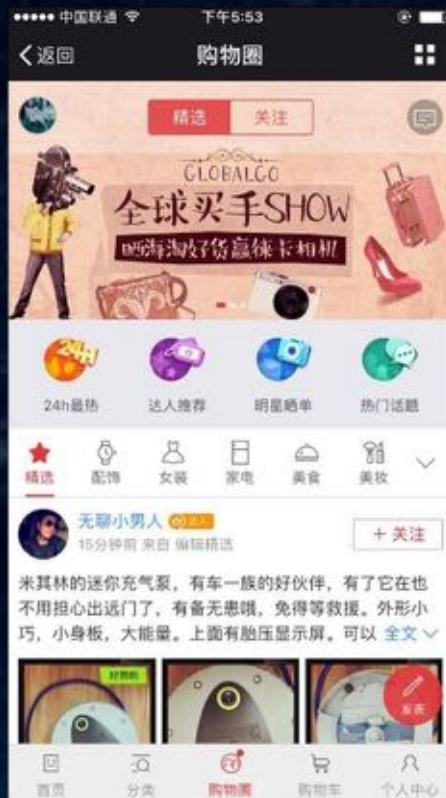 中国联通 下午5:53
返回 购物圈
精选 关注
GLOBALGO
全球买手SHOW
晒海淘好货赢徕卡相机
24H
24h最热 达人推荐 明星晒单 热门话题
精选 配饰 女装 家电 美食 美妆
无聊小男人 达人
15分钟前 来自 编辑精选
+ 关注
米其林的迷你充气泵，有车一族的好伙伴，有了它在也
不用担心出远门了，有备无患哦，免得等救援。外形小
巧，小身板，大能量。上面有胎压显示屏。可以 全文
发表
首页 分类 购物圈 购物车 个人中心